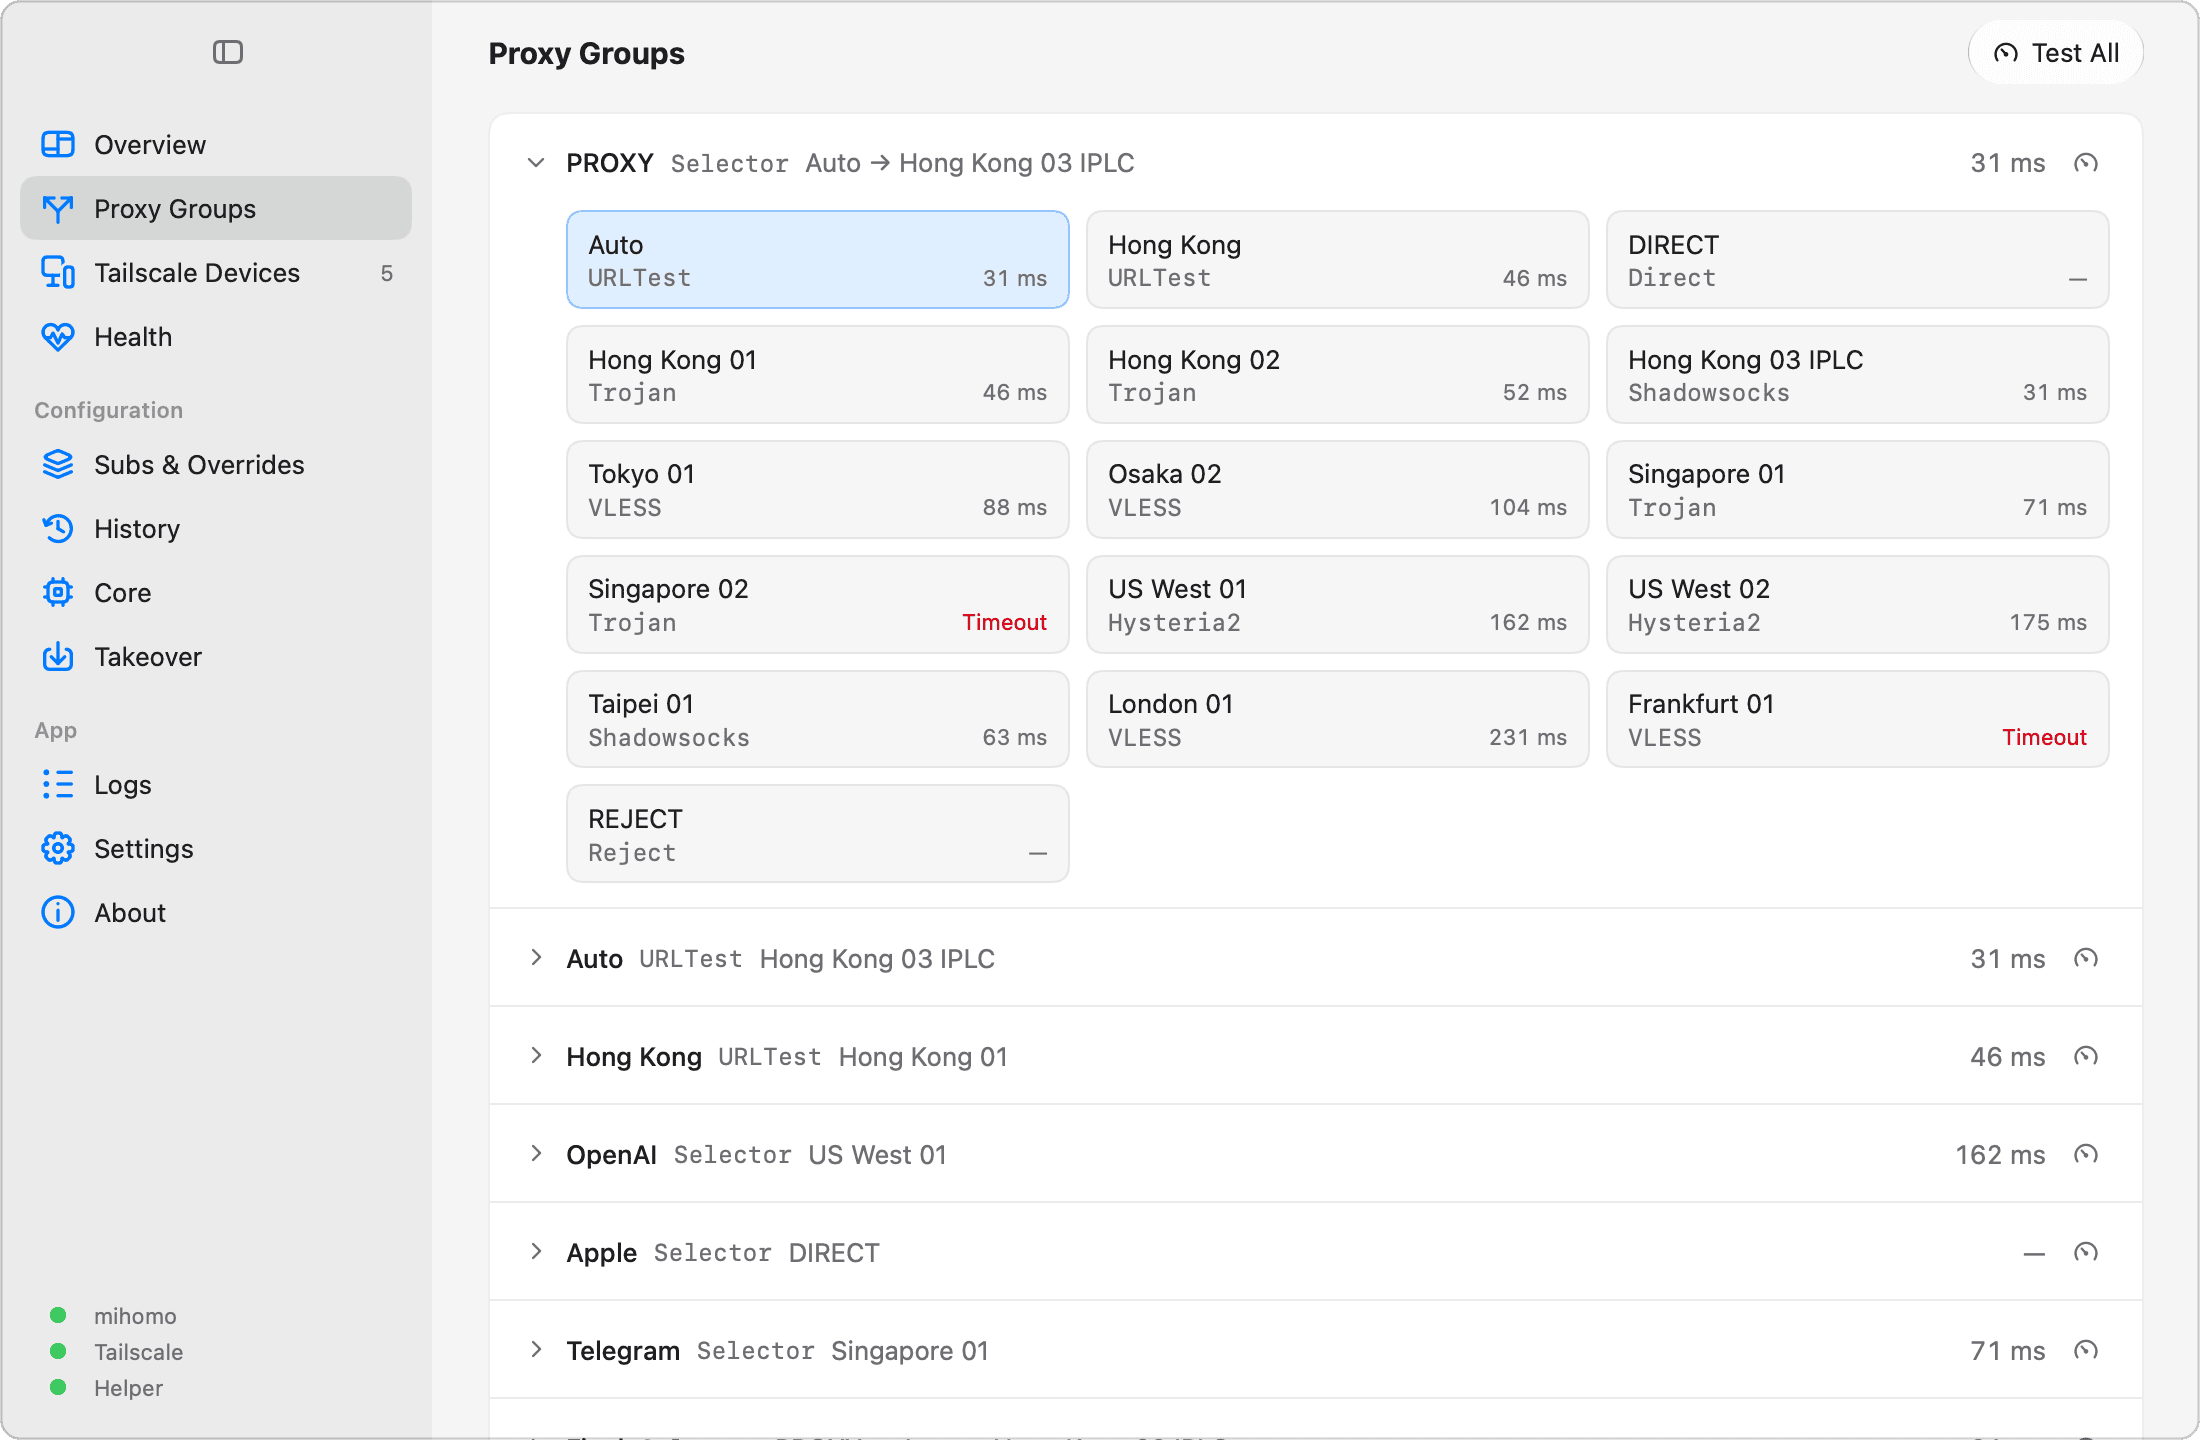 Proxy Groups
Test All
Overview
Proxy Groups
Tailscale Devices 5
Health
Configuration
Subs & Overrides
History
Core
Takeover
App
Logs
Settings
About
mihomo
Tailscale
Helper
PROXY Selector Auto → Hong Kong 03 IPLC 31 ms
Auto
URLTest 31 ms
Hong Kong
URLTest 46 ms
DIRECT
Direct —
Hong Kong 01
Trojan 46 ms
Hong Kong 02
Trojan 52 ms
Hong Kong 03 IPLC
Shadowsocks 31 ms
Tokyo 01
VLESS 88 ms
Osaka 02
VLESS 104 ms
Singapore 01
Trojan 71 ms
Singapore 02
Trojan Timeout
US West 01
Hysteria2 162 ms
US West 02
Hysteria2 175 ms
Taipei 01
Shadowsocks 63 ms
London 01
VLESS 231 ms
Frankfurt 01
VLESS Timeout
REJECT
Reject —
Auto URLTest Hong Kong 03 IPLC 31 ms
Hong Kong URLTest Hong Kong 01 46 ms
OpenAI Selector US West 01 162 ms
Apple Selector DIRECT —
Telegram Selector Singapore 01 71 ms